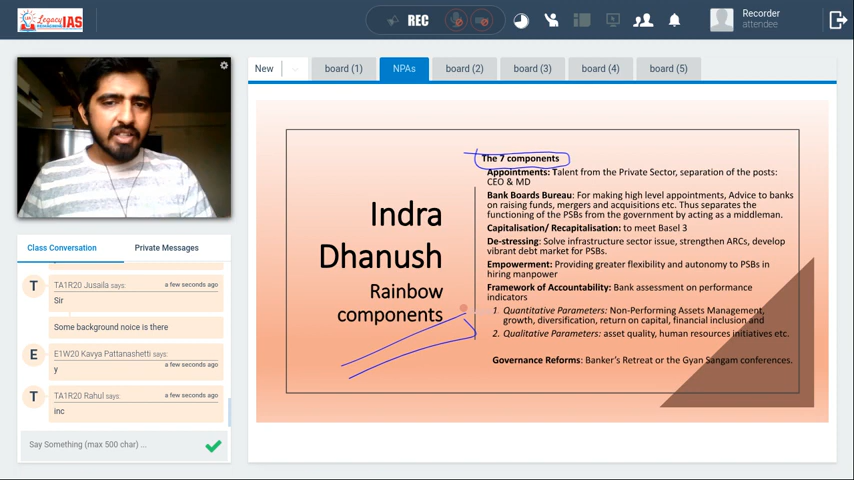 Legacy IAS
REC
Recorder
attendee
New
board (1)
NPAs
board (2)
board (3)
board (4)
board (5)
Indra
Dhanush
Rainbow
components
The 7 components
Appointments: Talent from the Private Sector, separation of the posts:
CEO & MD
Bank Boards Bureau: For making high level appointments, Advice to banks
on raising funds, mergers and acquisitions etc. Thus separates the
functioning of the PSBs from the government by acting as a middleman.
Capitalisation/ Recapitalisation: to meet Basel 3
De-stressing: Solve infrastructure sector issue, strengthen ARCs, develop
vibrant debt market for PSBs.
Empowerment: Providing greater flexibility and autonomy to PSBs in
hiring manpower
Framework of Accountability: Bank assessment on performance
indicators
1. Quantitative Parameters: Non-Performing Assets Management,
growth, diversification, return on capital, financial inclusion and
2. Qualitative Parameters: asset quality, human resources initiatives etc.
Governance Reforms: Banker's Retreat or the Gyan Sangam conferences.
Class Conversation
Private Messages
T
TA1R20 Jusaila says:
a few seconds ago
Sir
Some background noice is there
E
E1W20 Kavya Pattanashetti says:
a few seconds ago
y
T
TA1R20 Rahul says:
a few seconds ago
inc
Say Something (max 500 char) ...